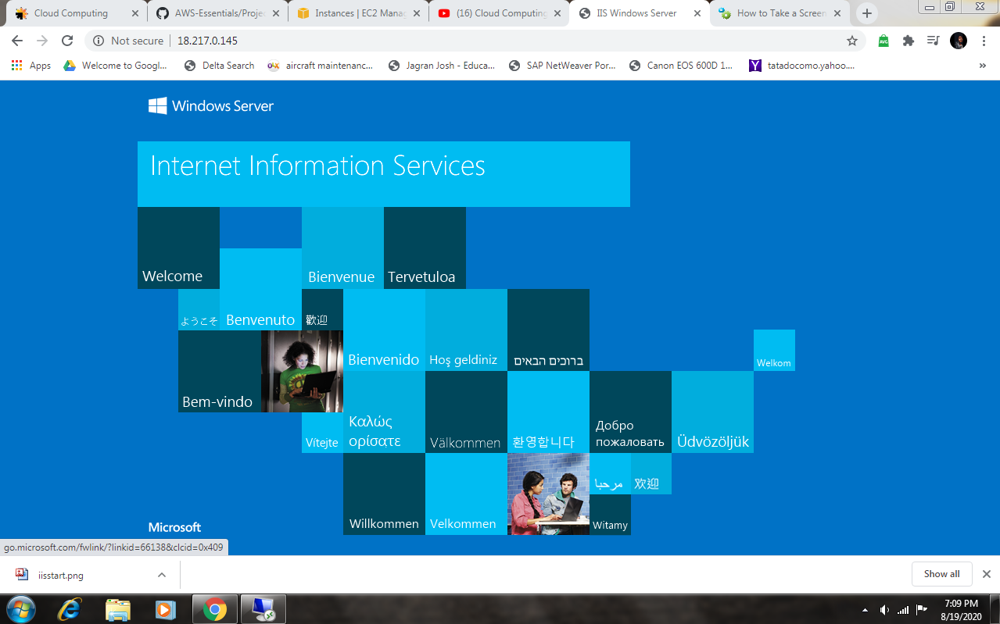 Cloud Computing
AWS-Essentials/Projec
Instances | EC2 Manag
(16) Cloud Computing
IIS Windows Server
How to Take a Screen
Not secure
18.217.0.145
Apps
Welcome to Googl...
Delta Search
aircraft maintenanc...
Jagran Josh - Educa...
SAP NetWeaver Por...
Canon EOS 600D 1...
tatadocomo.yahoo....
»
Windows Server
Internet Information Services
Welcome
Bienvenue
Tervetuloa
ようこそ
Benvenuto
歡迎
Bienvenido
Hoş geldiniz
ברוכים הבאים
Welkom
Bem-vindo
Vítejte
Καλώς
ορίσατε
Välkommen
환영합니다
Добро
пожаловать
Üdvözöljük
Willkommen
Velkommen
مرحبا
欢迎
Witamy
Microsoft
go.microsoft.com/fwlink/?linkid=66138&clcid=0x409
iisstart.png
Show all
7:09 PM
8/19/2020